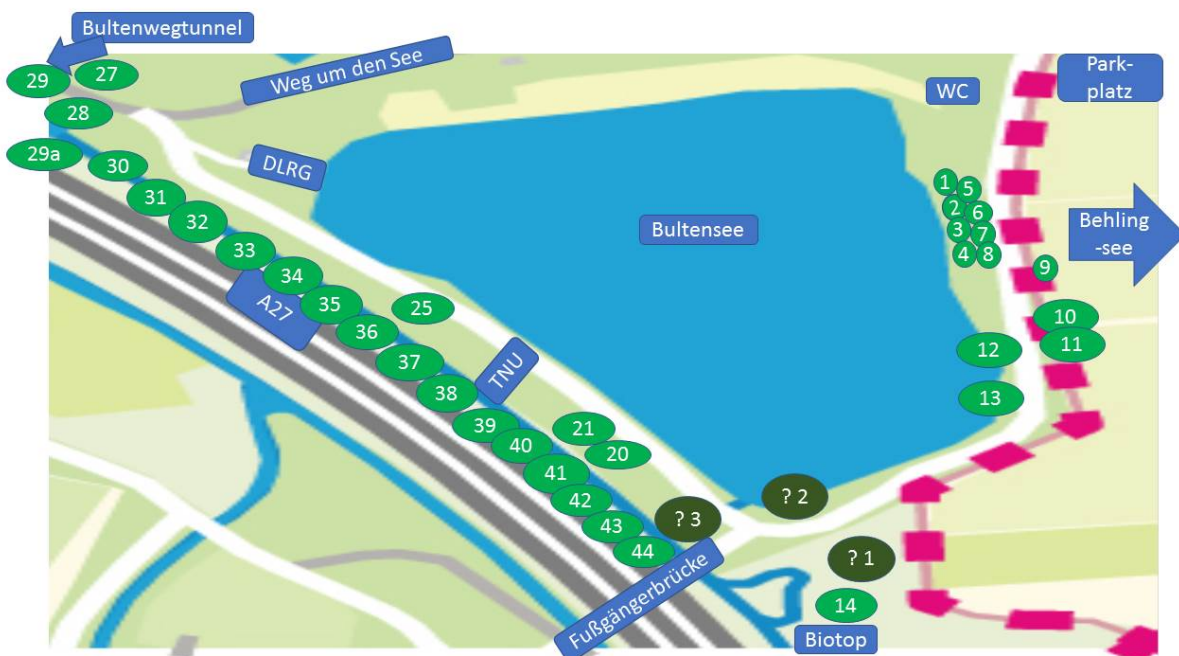 Bultenwegtunnel
29
27
28
29a
30
31
32
33
34
35
36
37
38
39
40
41
42
43
44
Weg um den See
DLRG
A27
25
TNU
21
20
Bultensee
WC
Park-
platz
1
5
2
6
3
7
4
8
9
Behling
-see
10
11
12
13
? 2
? 3
? 1
14
Fußgängerbrücke
Biotop